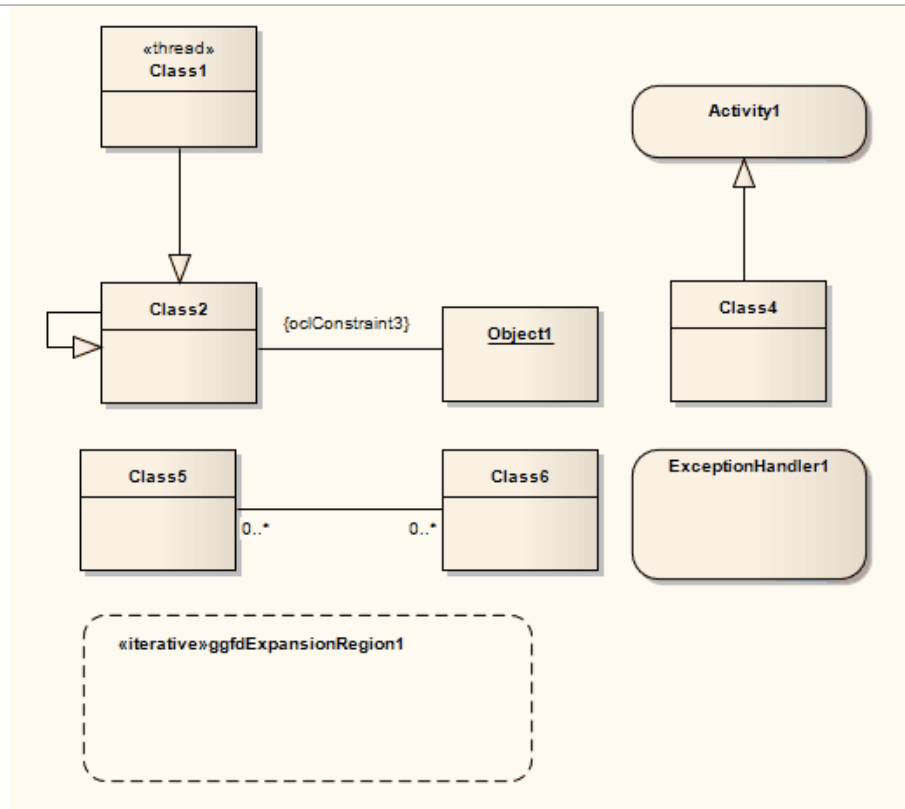 «thread»
Class1
Activity1
Class2
{oclConstraint3}
Object1
Class4
Class5
0..*
0..*
Class6
ExceptionHandler1
«iterative»ggfdExpansionRegion1